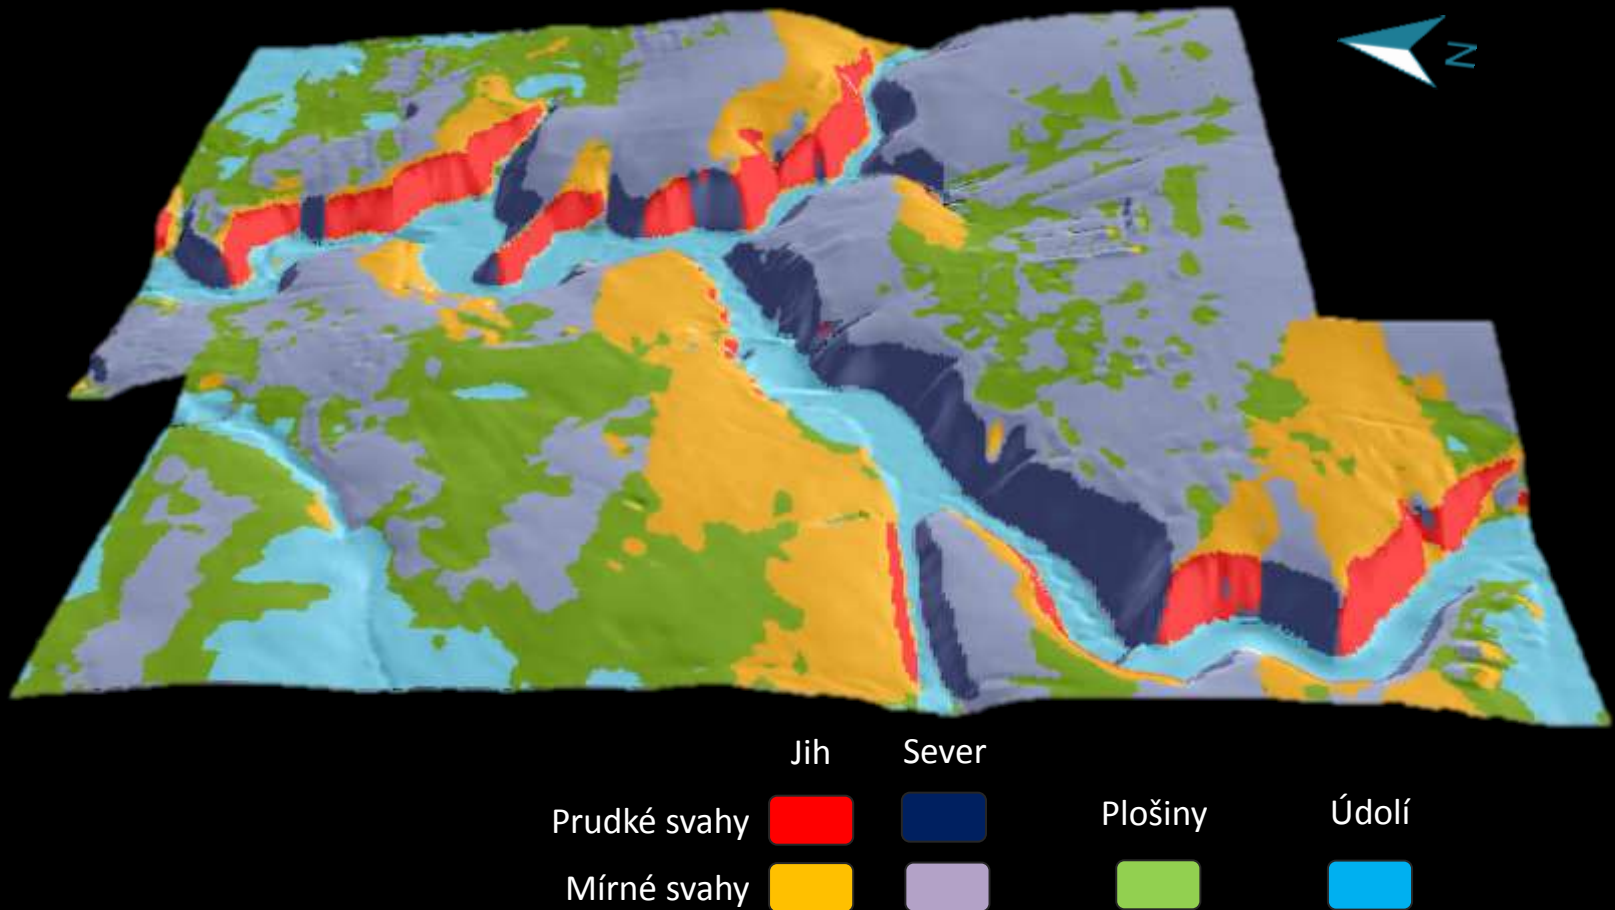 N
Jih Sever
Prudké svahy
Plošiny Údolí
Mírné svahy